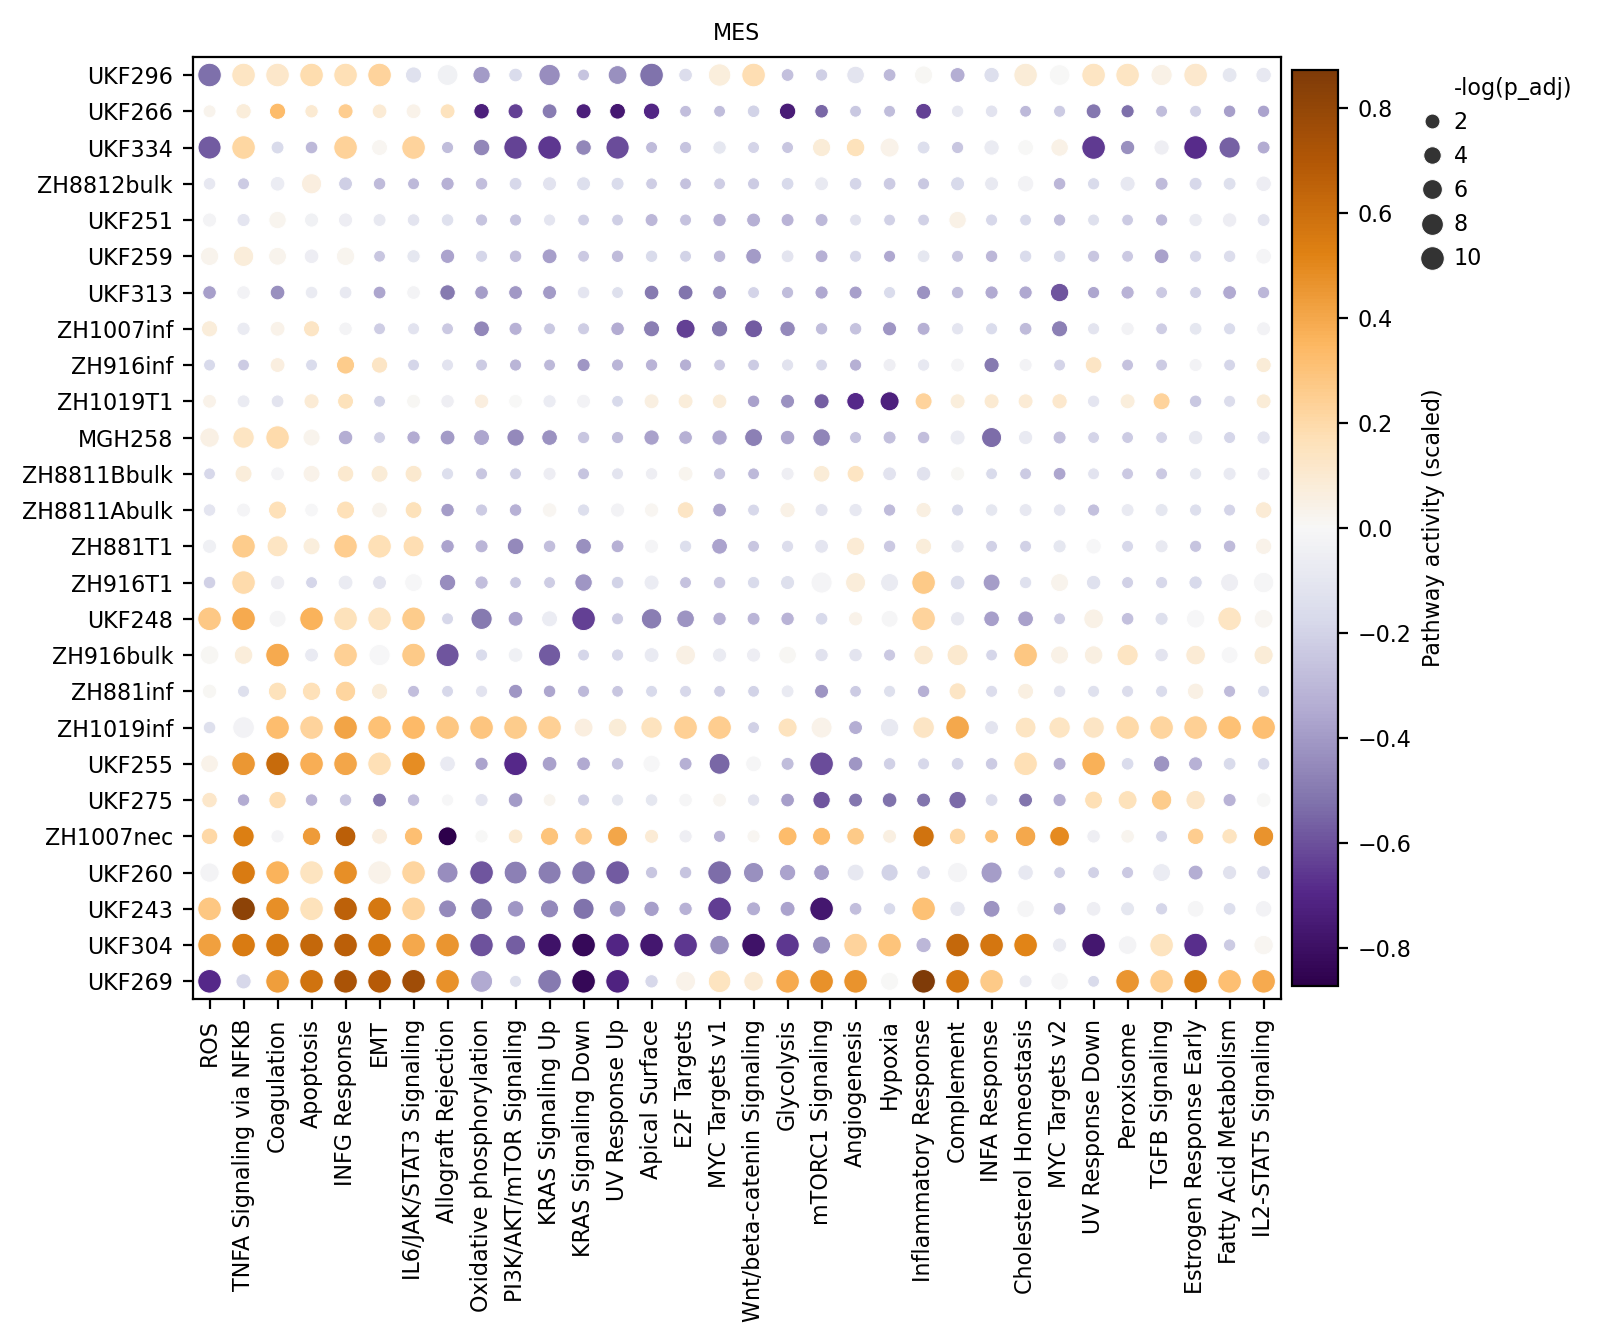 MES
UKF296
UKF266
UKF334
ZH8812bulk
UKF251
UKF259
UKF313
ZH1007inf
ZH916inf
ZH1019T1
MGH258
ZH8811Bbulk
ZH8811Abulk
ZH881T1
ZH916T1
UKF248
ZH916bulk
ZH881inf
ZH1019inf
UKF255
UKF275
ZH1007nec
UKF260
UKF243
UKF304
UKF269
ROS
TNFA Signaling via NFKB
Coagulation
Apoptosis
INFG Response
EMT
IL6/JAK/STAT3 Signaling
Allograft Rejection
Oxidative phosphorylation
PI3K/AKT/mTOR Signaling
KRAS Signaling Up
KRAS Signaling Down
UV Response Up
Apical Surface
E2F Targets
MYC Targets v1
Wnt/beta-catenin Signaling
Glycolysis
mTORC1 Signaling
Angiogenesis
Hypoxia
Inflammatory Response
Complement
INFA Response
Cholesterol Homeostasis
MYC Targets v2
UV Response Down
Peroxisome
TGFB Signaling
Estrogen Response Early
Fatty Acid Metabolism
IL2-STAT5 Signaling
0.8
0.6
0.4
0.2
0.0
−0.2
−0.4
−0.6
−0.8
Pathway activity (scaled)
-log(p_adj)
2
4
6
8
10